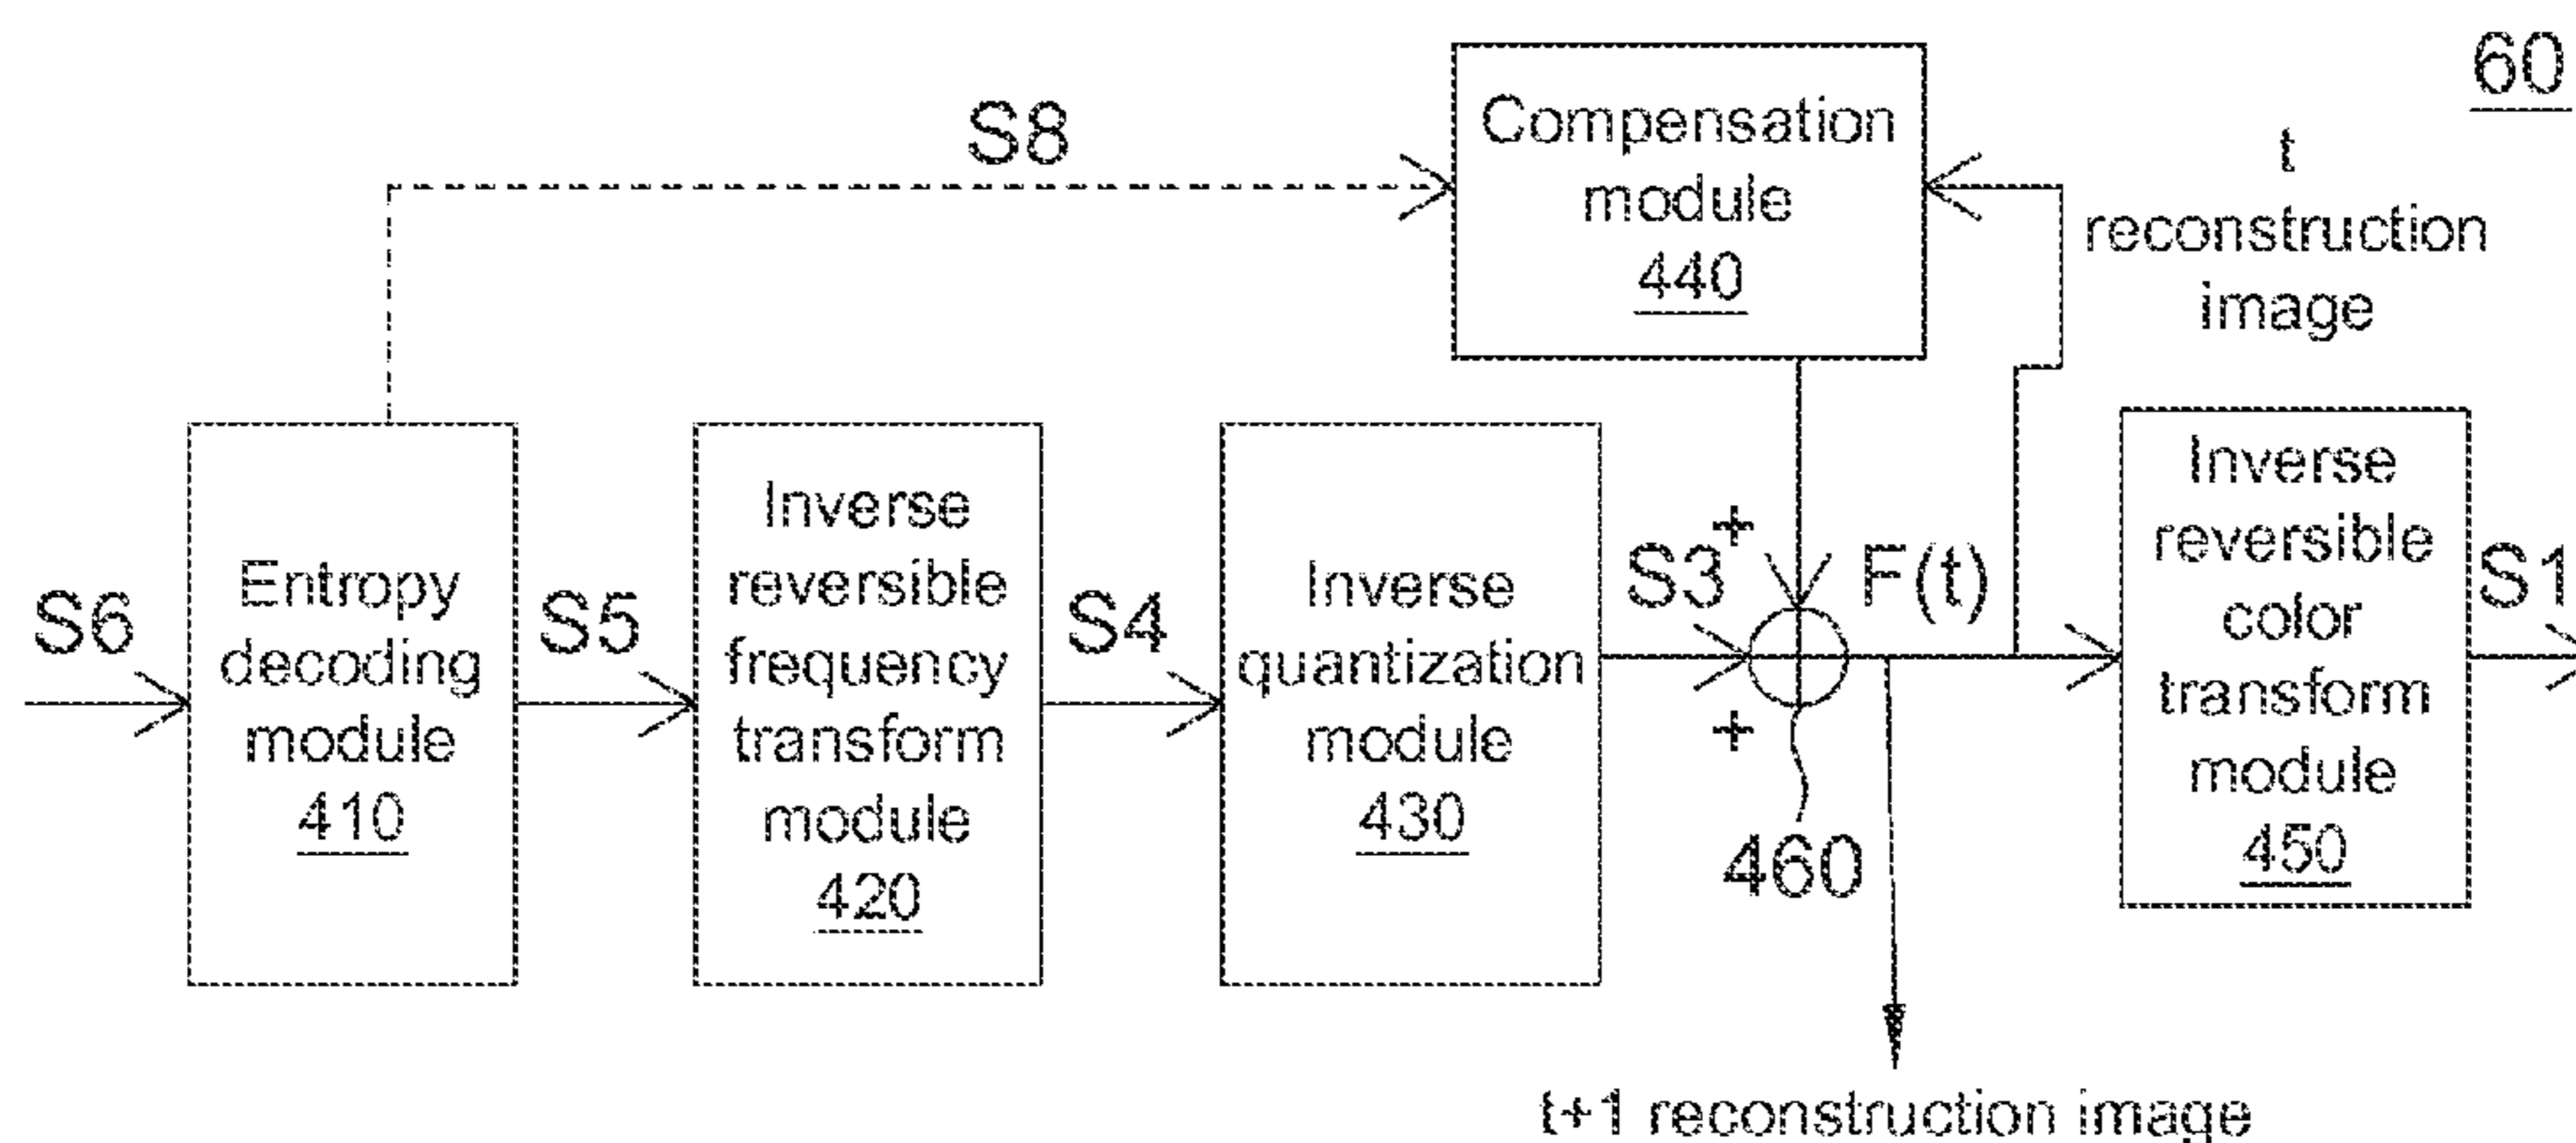 60
S8
Compensation
module
440
t
reconstruction
image
S6
Entropy
decoding
module
410
S5
Inverse
reversible
frequency
transform
module
420
S4
Inverse
quantization
module
430
S3
+
+
460
F(t)
Inverse
reversible
color
transform
module
450
S1
t+1 reconstruction image